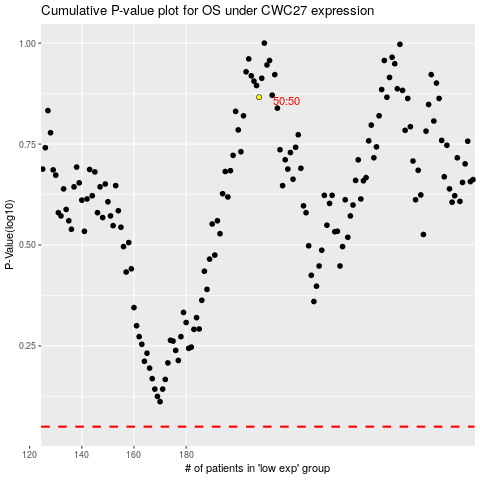 Cumulative P-value plot for OS under CWC27 expression
P-Value(log10)
1.00
0.75
0.50
0.25
50:50
120 140 160 180
# of patients in 'low exp' group